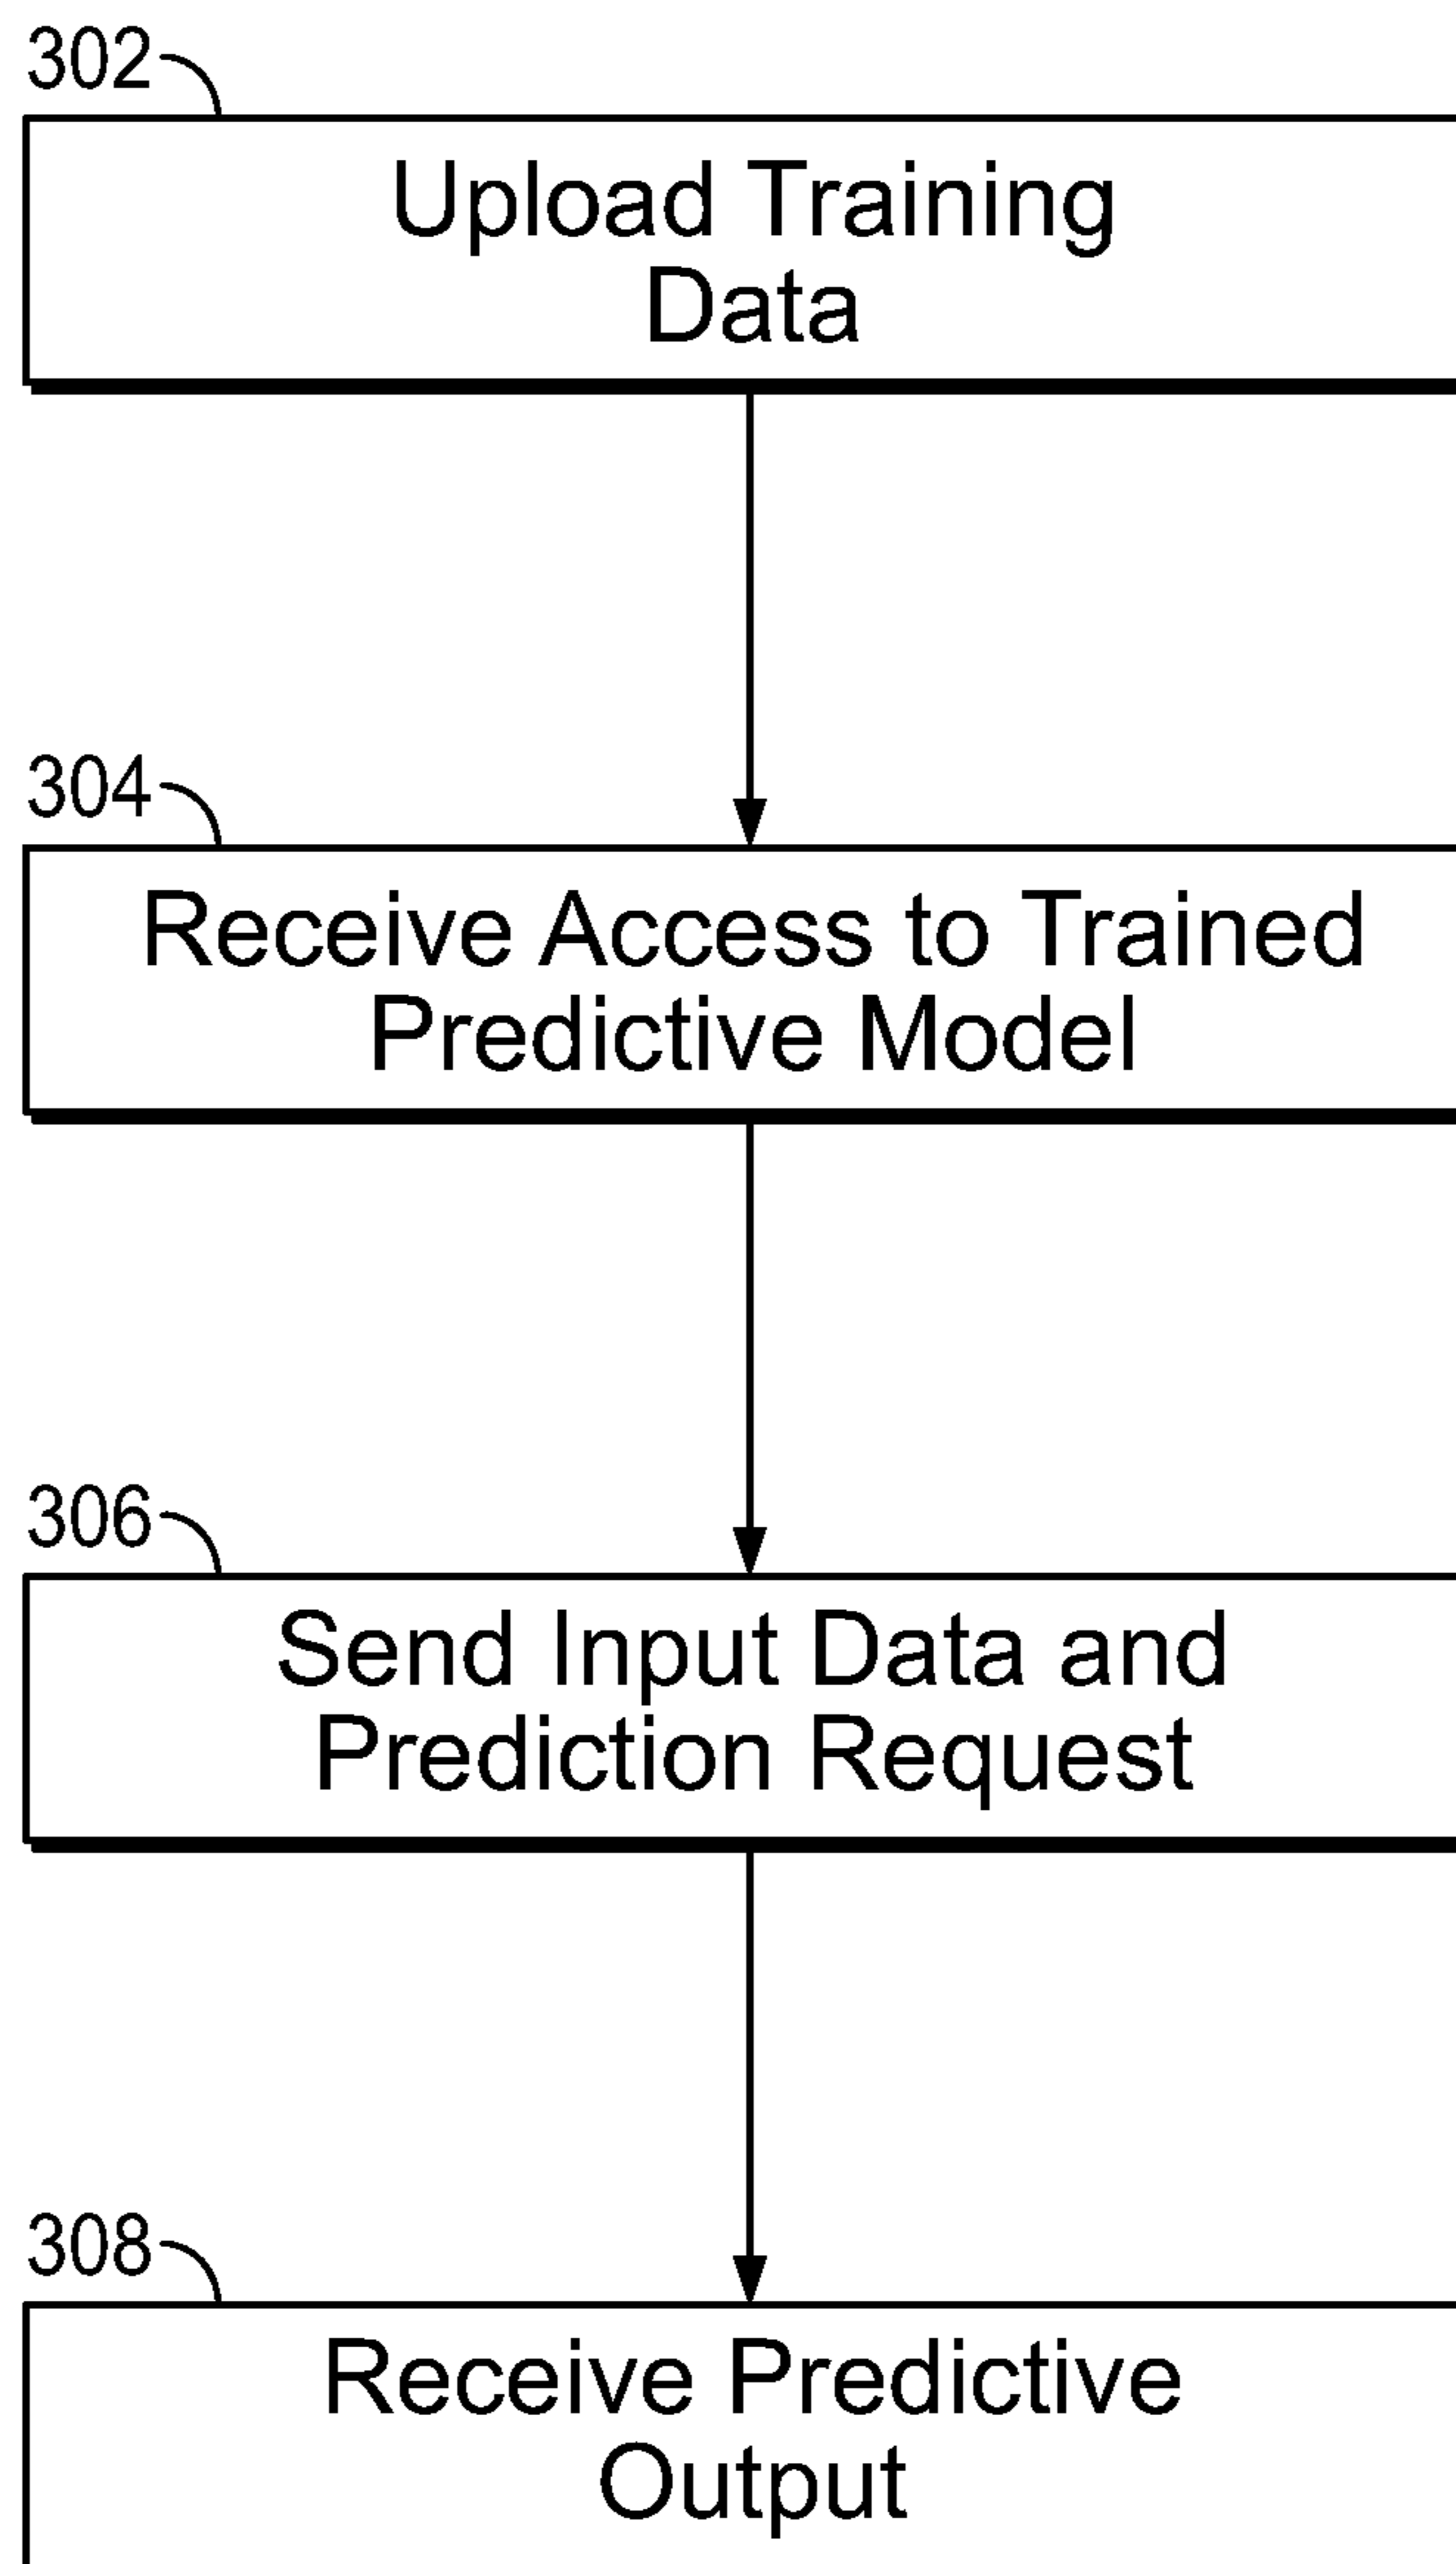 302
Upload Training
Data
304
Receive Access to Trained
Predictive Model
306
Send Input Data and
Prediction Request
308
Receive Predictive
Output